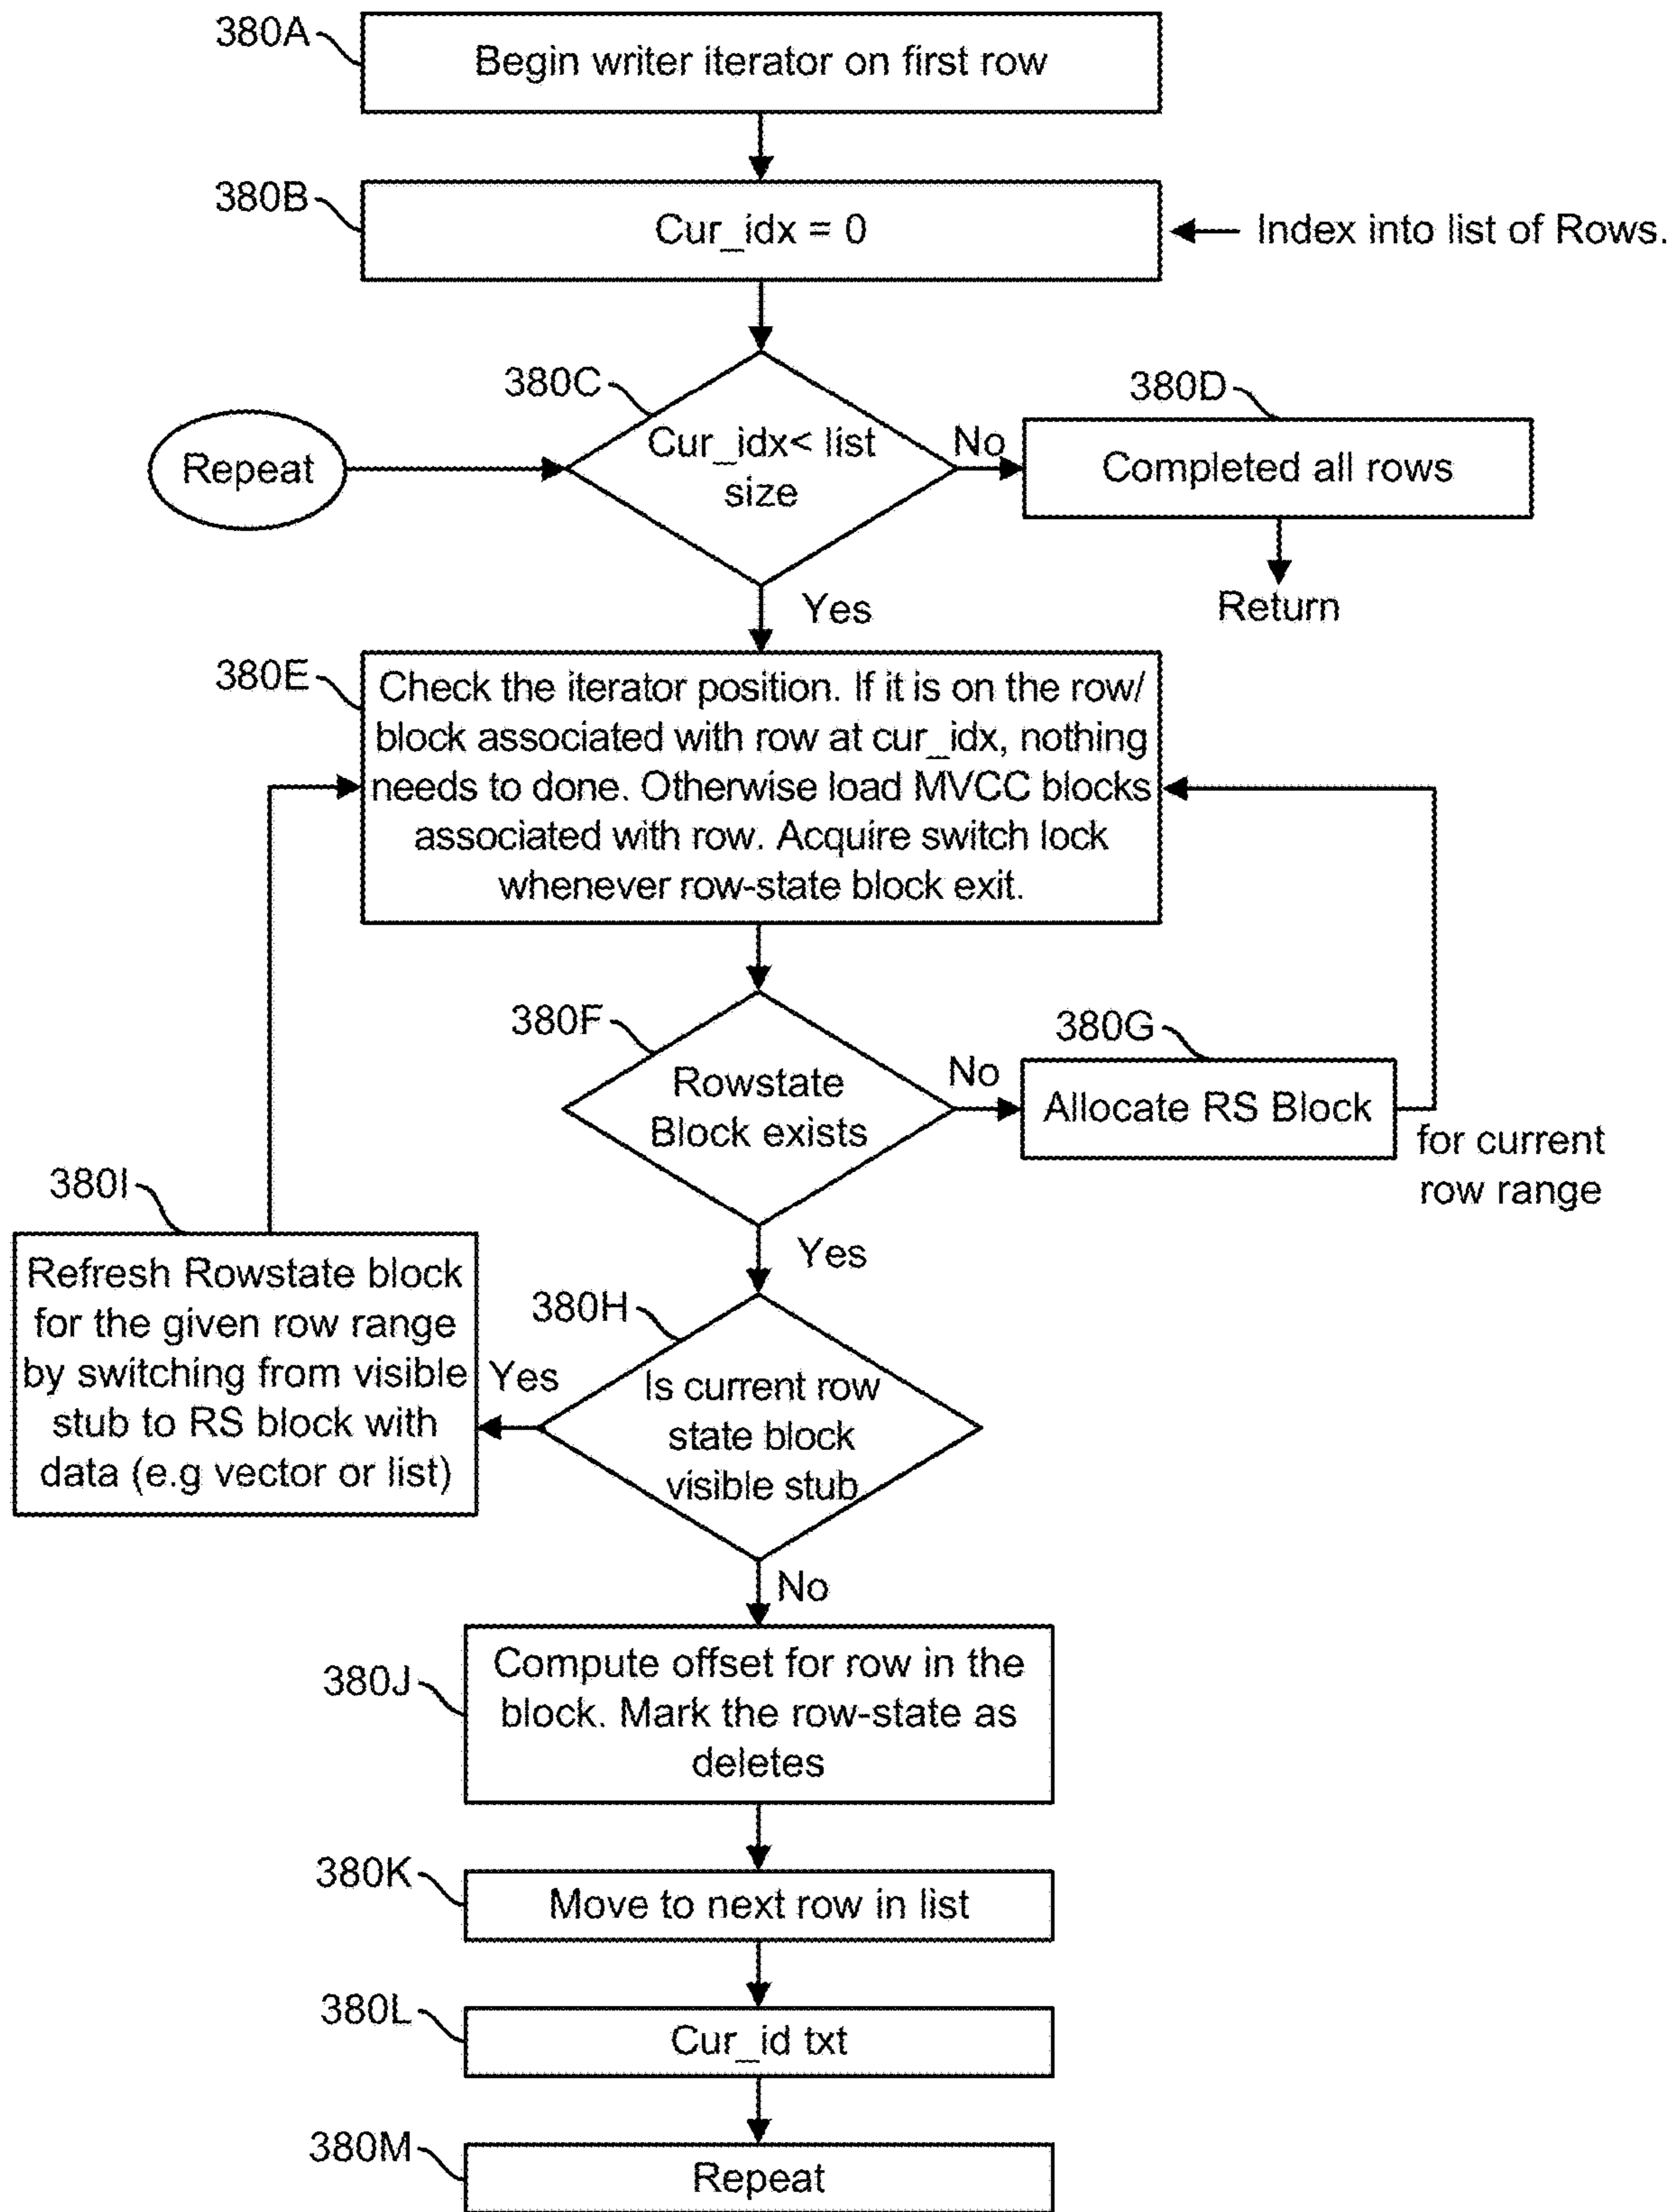 380A
Begin writer iterator on first row
380B
Cur_idx = 0
Index into list of Rows.
380C
Cur_idx< list
size
Repeat
No
380D
Completed all rows
Return
Yes
380E
Check the iterator position. If it is on the row/
block associated with row at cur_idx, nothing
needs to done. Otherwise load MVCC blocks
associated with row. Acquire switch lock
whenever row-state block exit.
380F
Rowstate
Block exists
No
380G
Allocate RS Block
for current
row range
Yes
380I
Refresh Rowstate block
for the given row range
by switching from visible
stub to RS block with
data (e.g vector or list)
380H
Is current row
state block
visible stub
Yes
No
380J
Compute offset for row in the
block. Mark the row-state as
deletes
380K
Move to next row in list
380L
Cur_id txt
380M
Repeat